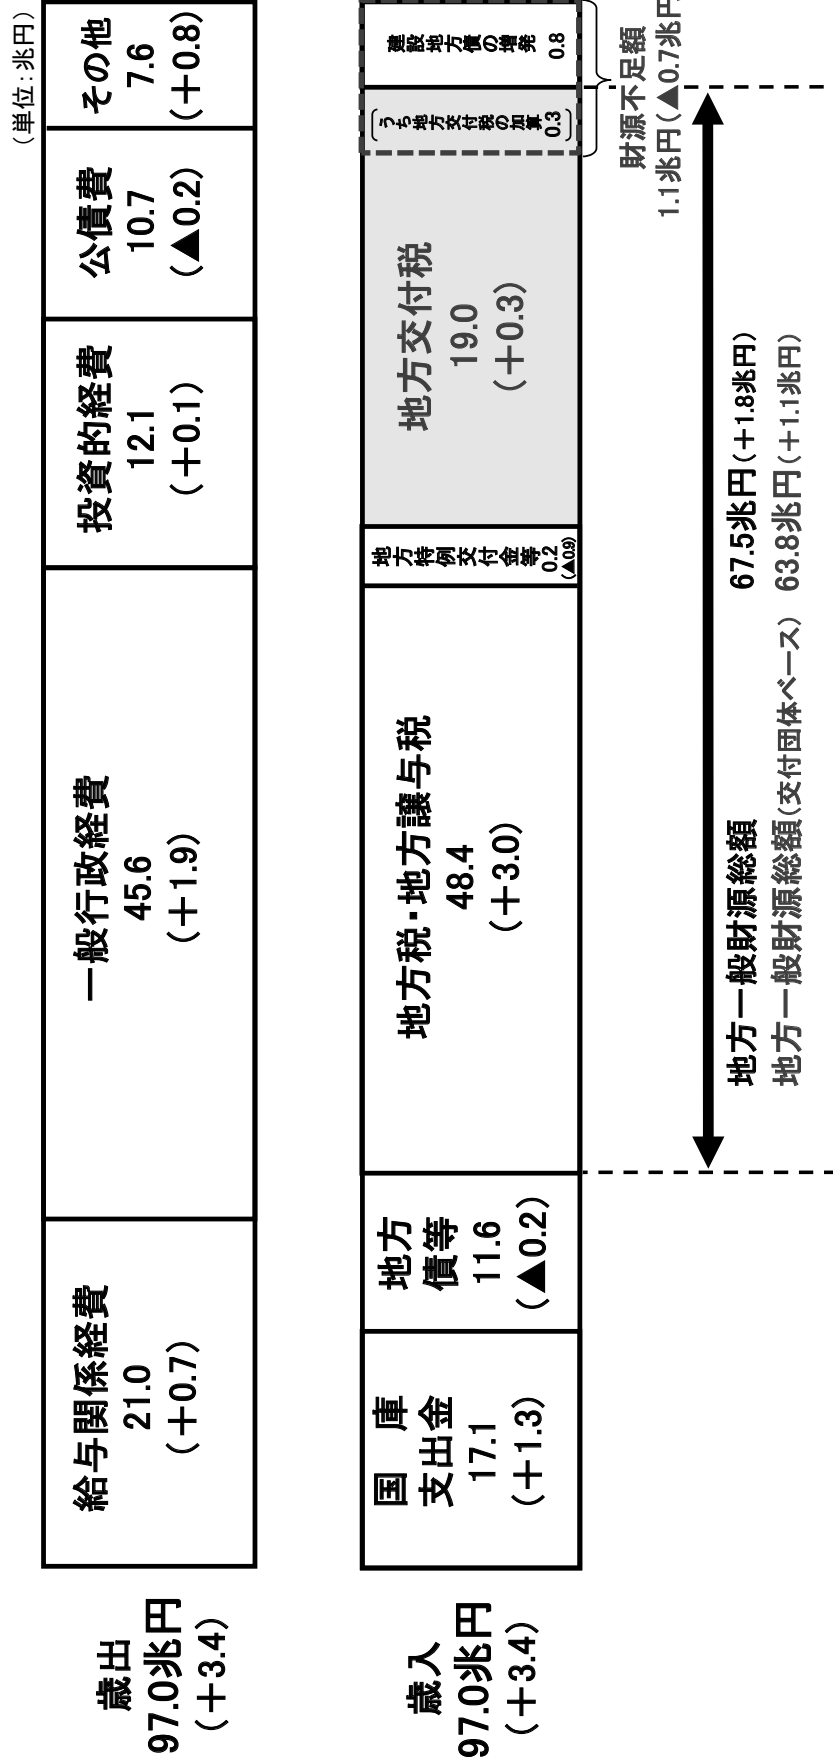 （単位：兆円）
歳出
97.0兆円
（＋3.4）
給与関係経費
21.0
（＋0.7）
一般行政経費
45.6
（＋1.9）
投資的経費
12.1
（＋0.1）
公債費
10.7
（▲0.2）
その他
7.6
（＋0.8）
歳入
97.0兆円
（＋3.4）
国　庫
支出金
17.1
（＋1.3）
地方
債等
11.6
（▲0.2）
地方税・地方譲与税
48.4
（＋3.0）
地方特例交付金等
0.2
（▲0.9）
地方交付税
19.0
（＋0.3）
うち地方交付税の加算
0.3
建設地方債の増発
0.8
財源不足額
1.1兆円（▲0.7兆円
地方一般財源総額　67.5兆円（＋1.8兆円）
地方一般財源総額（交付団体ベース）　63.8兆円（＋1.1兆円）